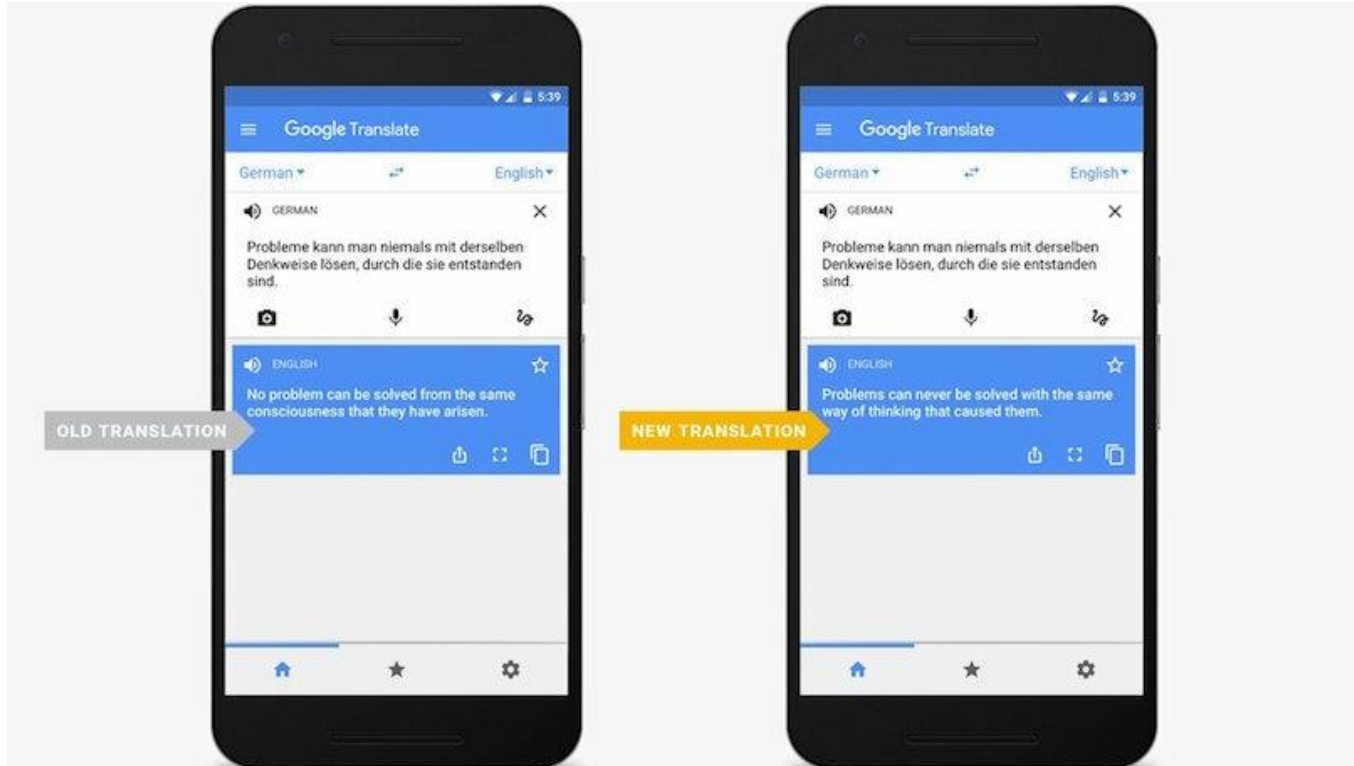 5:39
Google Translate
German
English
GERMAN
Probleme kann man niemals mit derselben
Denkweise lösen, durch die sie entstanden
sind.
ENGLISH
No problem can be solved from the same
consciousness that they have arisen.
OLD TRANSLATION
5:39
Google Translate
German
English
GERMAN
Probleme kann man niemals mit derselben
Denkweise lösen, durch die sie entstanden
sind.
ENGLISH
Problems can never be solved with the same
way of thinking that caused them.
NEW TRANSLATION